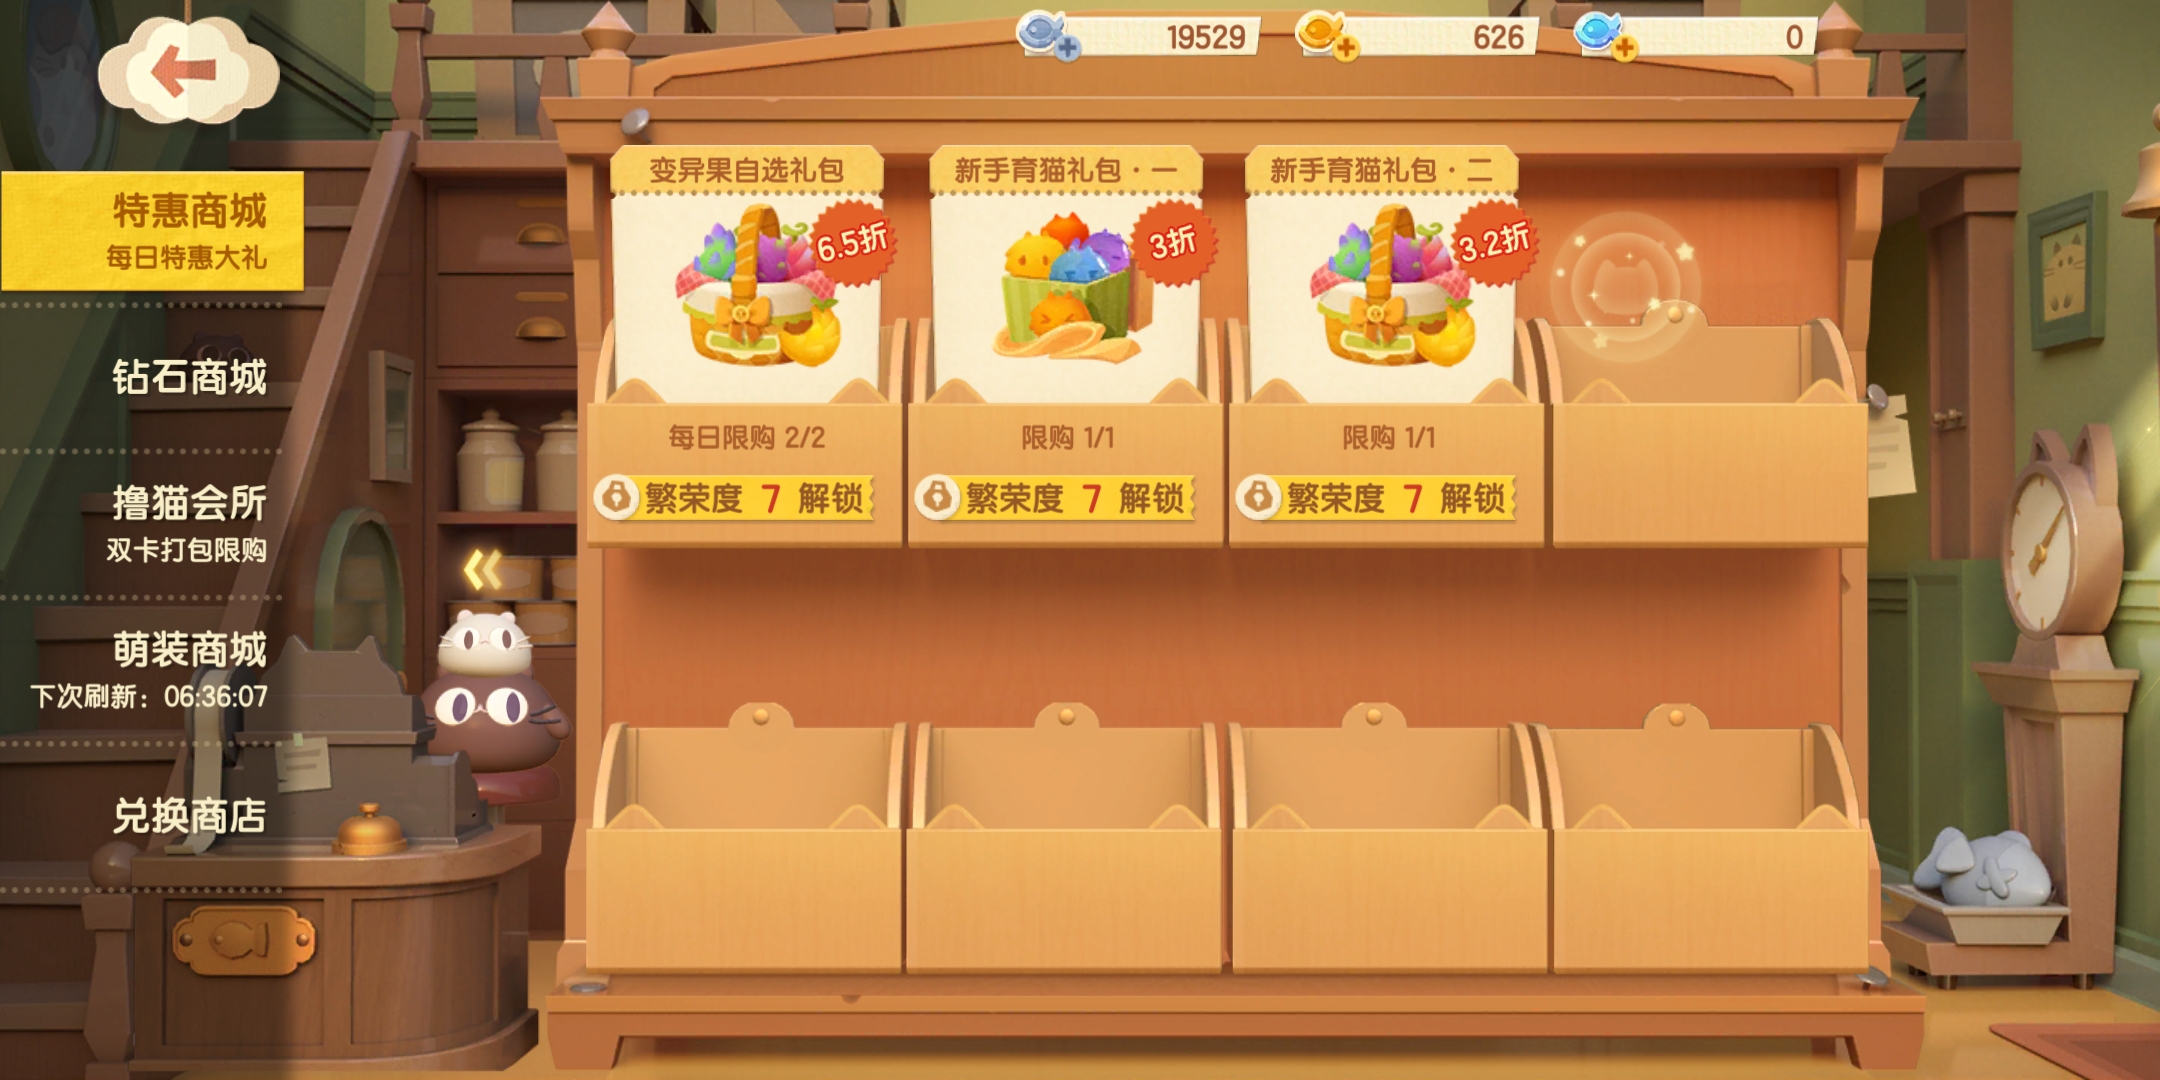 19529
626
0
特惠商城
每日特惠大礼
钻石商城
撸猫会所
双卡打包限购
萌装商城
下次刷新：06:36:07
兑换商店
变异果自选礼包
6.5折
每日限购 2/2
繁荣度 7 解锁
新手育猫礼包·一
3折
限购 1/1
繁荣度 7 解锁
新手育猫礼包·二
3.2折
限购 1/1
繁荣度 7 解锁